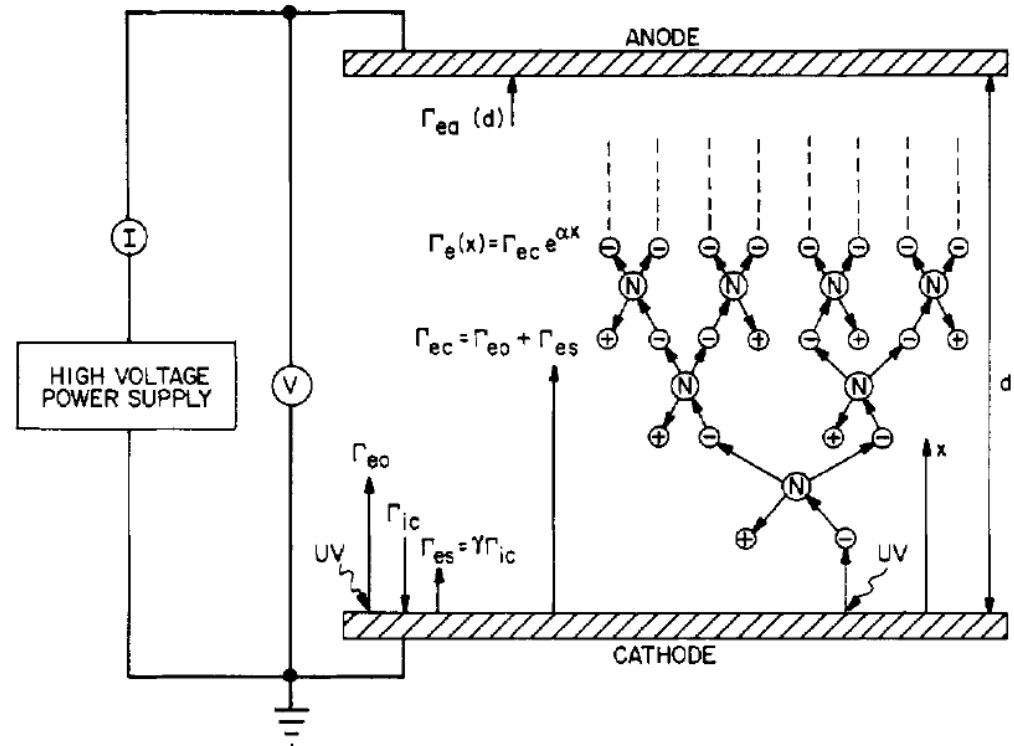 ANODE
Γea (d)
I
Γe(x) = Γec e^αx
⊖ ⊖ ⊖ ⊖ ⊖ ⊖ ⊖ ⊖
N N N N
Γec = Γeo + Γes
⊕ ⊖ ⊖ ⊕ ⊖ ⊕ ⊖ ⊕
HIGH VOLTAGE
POWER SUPPLY
V
N N
d
⊕ ⊖ ⊕ ⊖
x
Γeo
N
Γic
⊕ ⊖
UV
Γes = γΓic
UV
CATHODE